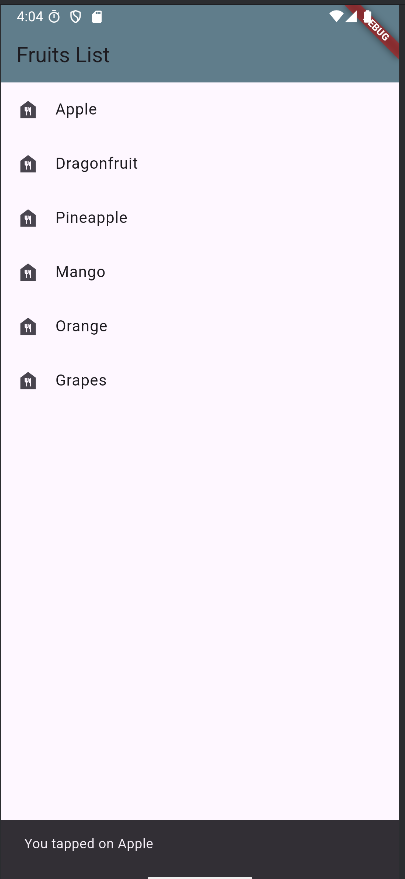 4:04
DEBUG
Fruits List
Apple
Dragonfruit
Pineapple
Mango
Orange
Grapes
You tapped on Apple